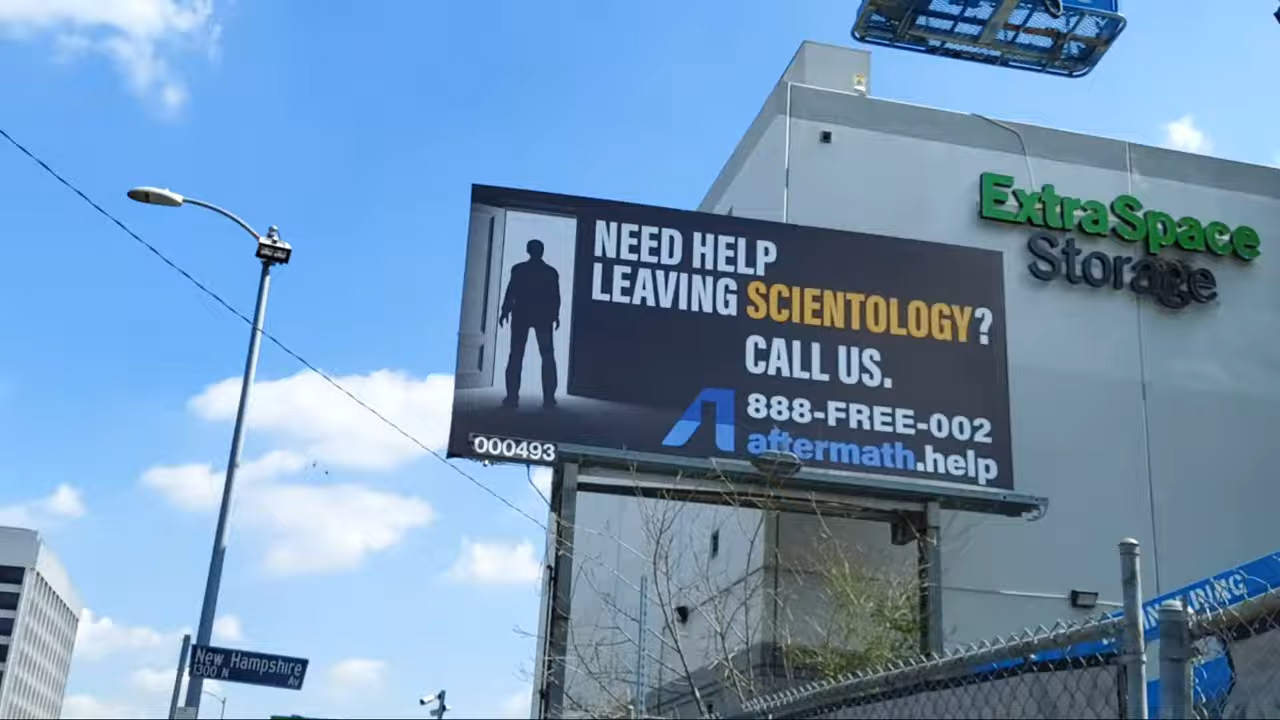 ExtraSpace
Storage
NEED HELP
LEAVING SCIENTOLOGY?
CALL US.
888-FREE-002
aftermath.help
000493
New Hampshire
Av
1300 N